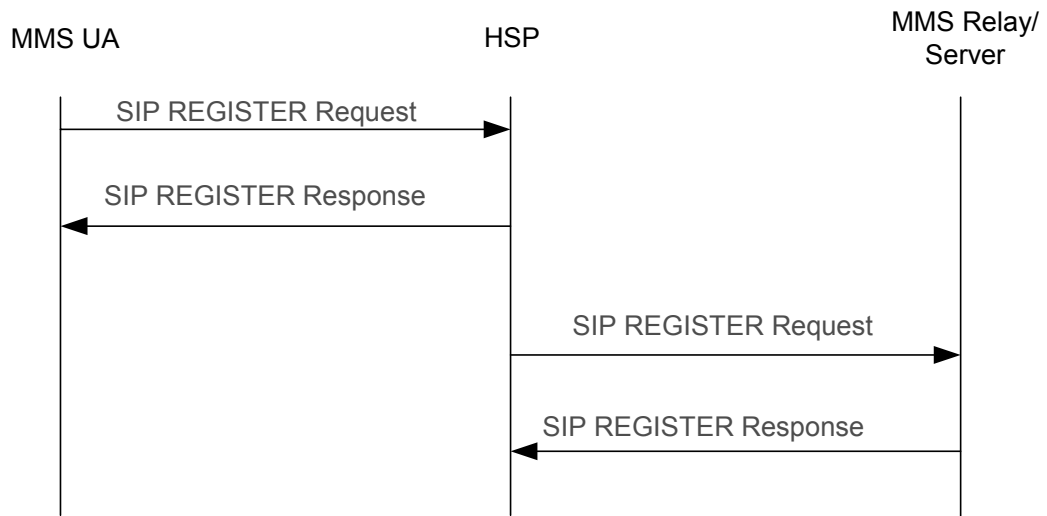 MMS UA
HSP
MMS Relay/
Server
SIP REGISTER Request
SIP REGISTER Response
SIP REGISTER Request
SIP REGISTER Response